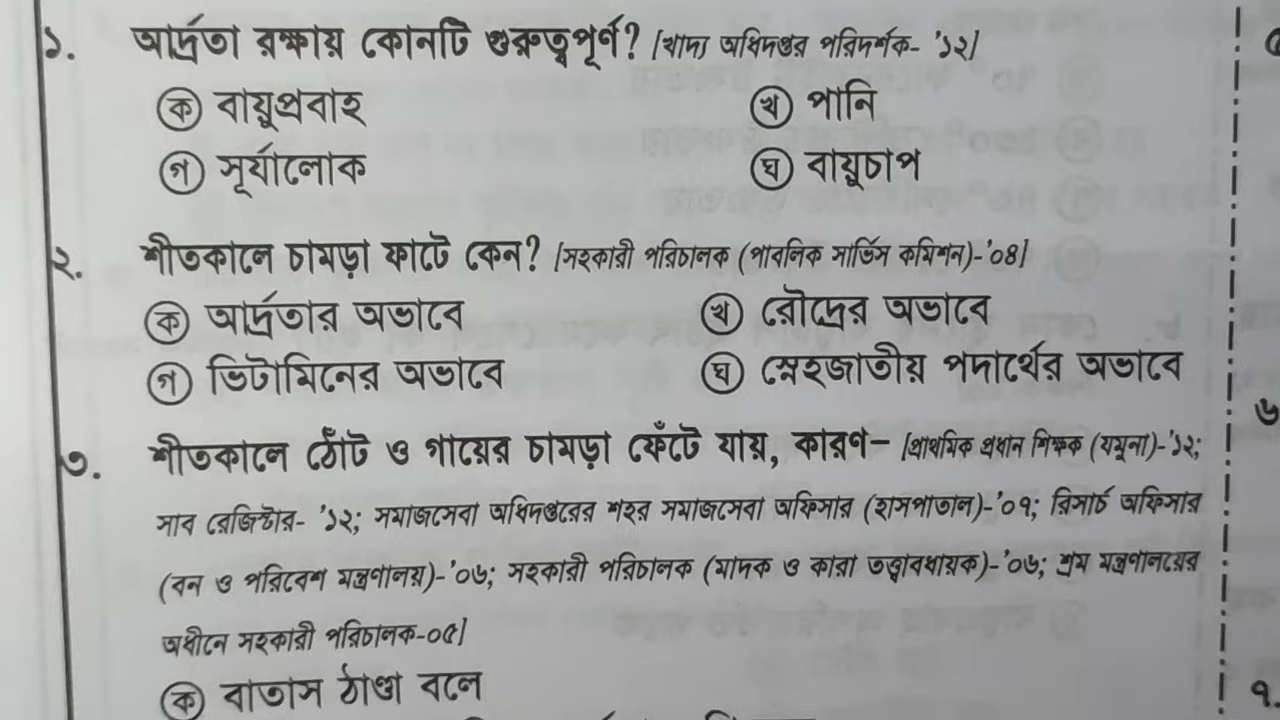 ১. আর্দ্রতা রক্ষায় কোনটি গুরুত্বপূর্ণ? [খাদ্য অধিদপ্তর পরিদর্শক- '১২]
ক বায়ুপ্রবাহ খ পানি
গ সূর্যালোক ঘ বায়ুচাপ
২. শীতকালে চামড়া ফাটে কেন? [সহকারী পরিচালক (পাবলিক সার্ভিস কমিশন)-'০৪]
ক আর্দ্রতার অভাবে খ রৌদ্রের অভাবে
গ ভিটামিনের অভাবে ঘ স্নেহজাতীয় পদার্থের অভাবে
৬
৩. শীতকালে ঠোঁট ও গায়ের চামড়া ফেঁটে যায়, কারণ– [প্রাথমিক প্রধান শিক্ষক (যমুনা)-'১২;
সাব রেজিস্টার- '১২; সমাজসেবা অধিদপ্তরের শহর সমাজসেবা অফিসার (হাসপাতাল)-'০৭; রিসার্চ অফিসার
(বন ও পরিবেশ মন্ত্রণালয়)-'০৬; সহকারী পরিচালক (মাদক ও কারা তত্ত্বাবধায়ক)-'০৬; শ্রম মন্ত্রণালয়ের
অধীনে সহকারী পরিচালক-০৫]
ক বাতাস ঠাণ্ডা বলে
৭.